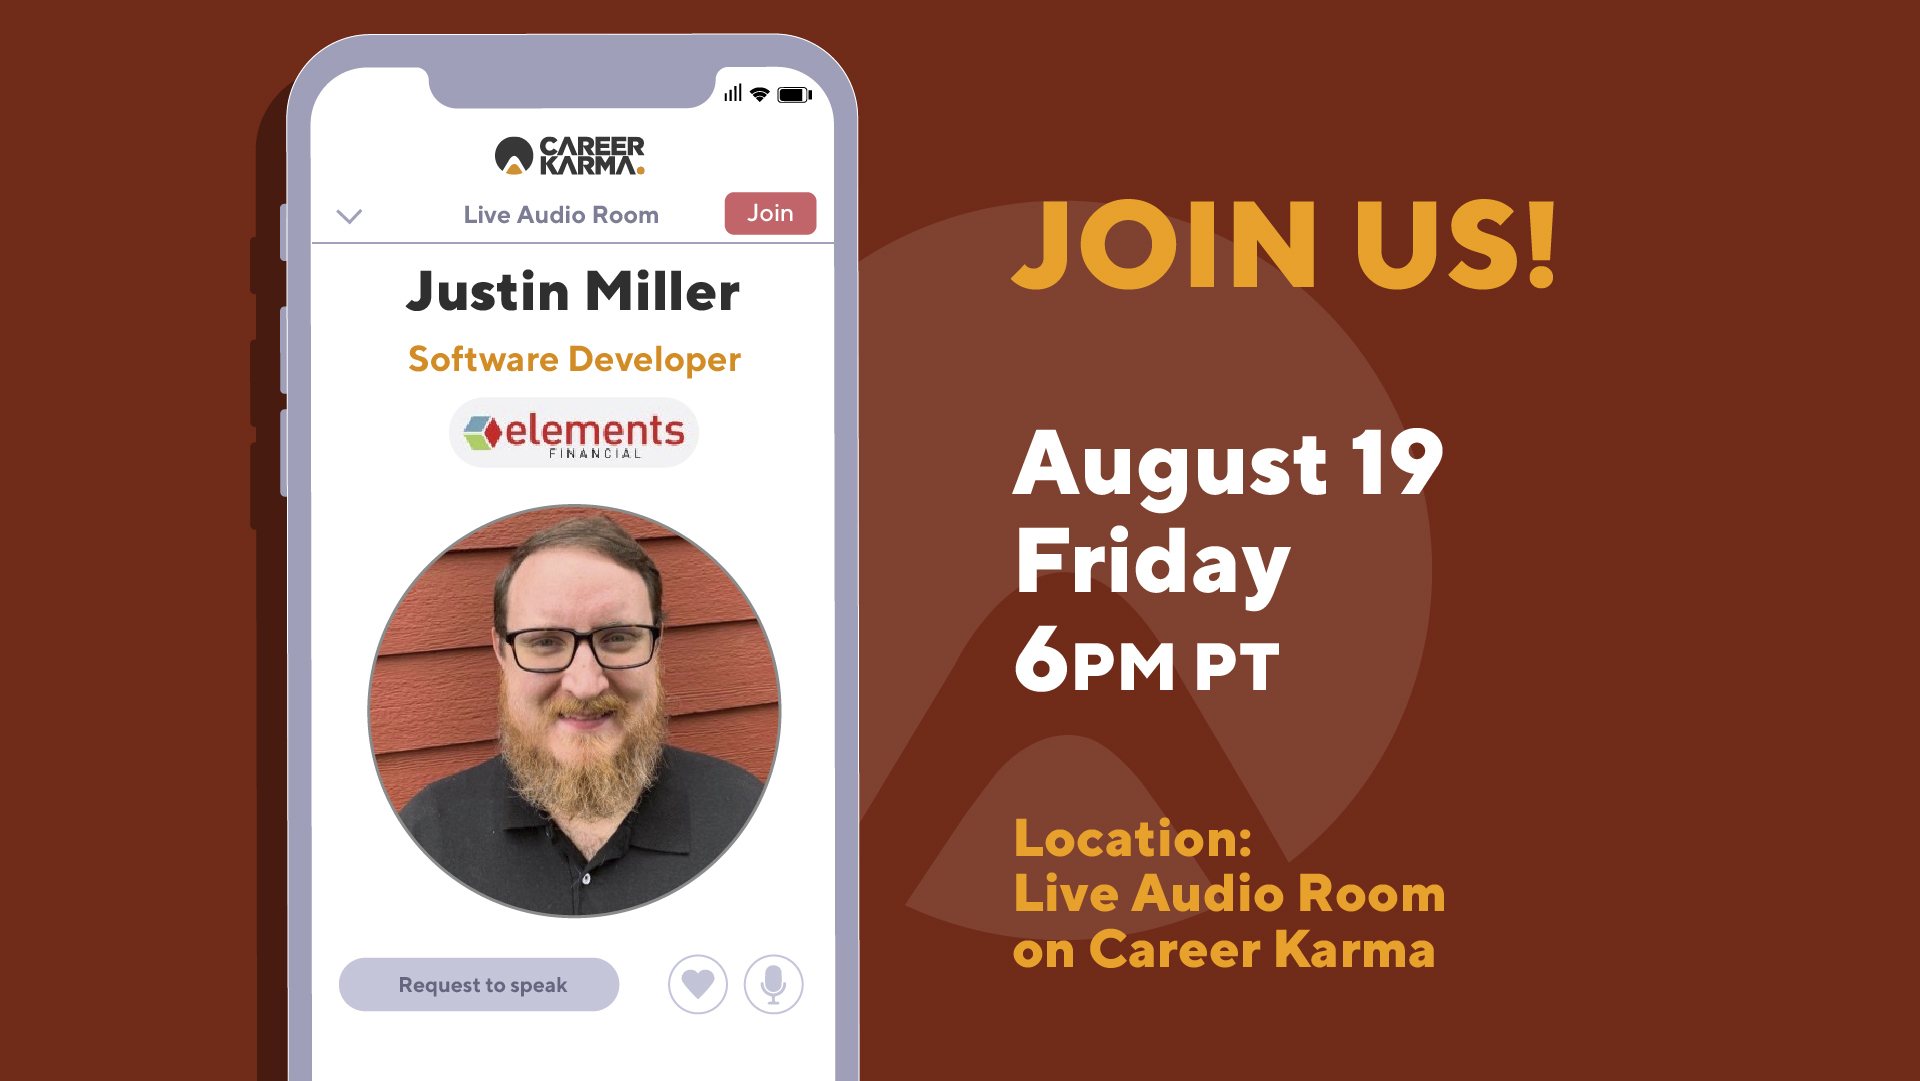 CAREER
KARMA.
Live Audio Room
Join
Justin Miller
Software Developer
elements
FINANCIAL
Request to speak
JOIN US!
August 19
Friday
6PM PT
Location:
Live Audio Room
on Career Karma